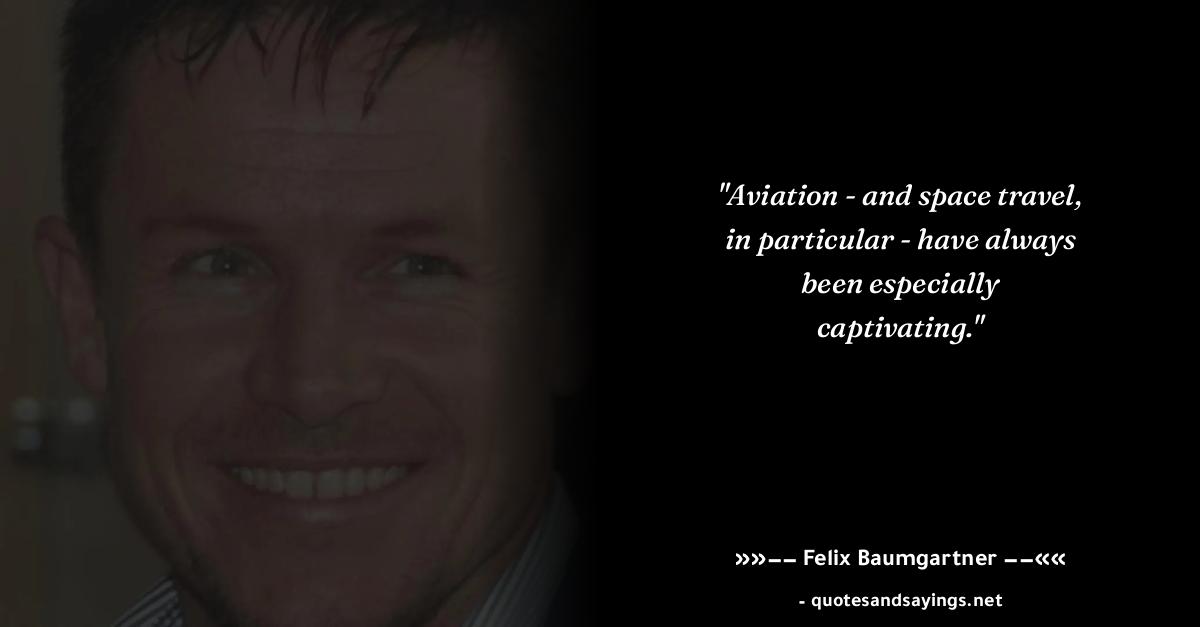 "Aviation - and space travel,
in particular - have always
been especially
captivating."
»»–– Felix Baumgartner ––««
- quotesandsayings.net